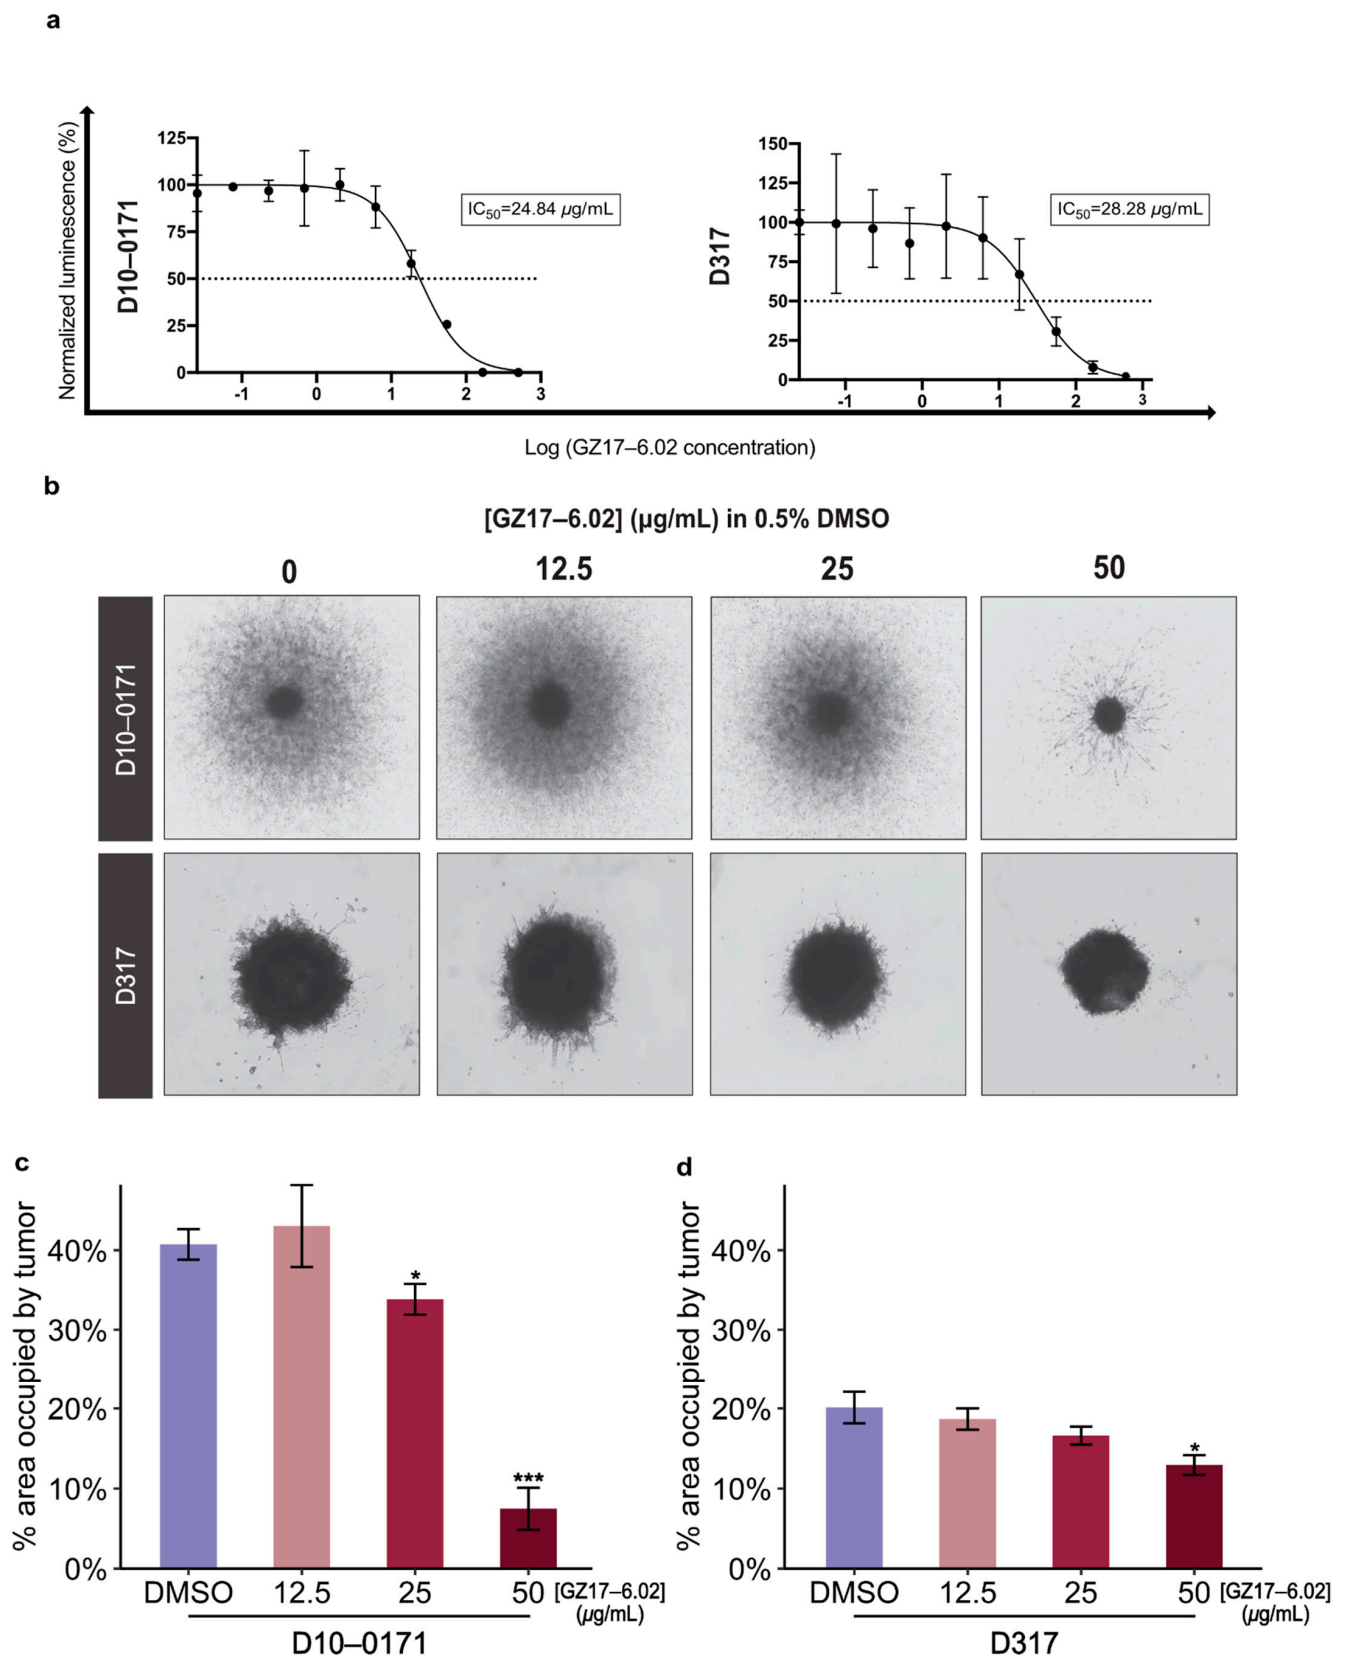 a
Normalized luminescence (%)
D10–0171
125
100
75
50
25
0
-1
0
1
2
3
IC50=24.84 µg/mL
D317
150
125
100
75
50
25
0
-1
0
1
2
3
IC50=28.28 µg/mL
Log (GZ17–6.02 concentration)
b
[GZ17–6.02] (µg/mL) in 0.5% DMSO
0 12.5 25 50
D10–0171
D317
c
% area occupied by tumor
40%
30%
20%
10%
0%
*
***
DMSO 12.5 25 50 [GZ17–6.02]
(µg/mL)
D10–0171
d
% area occupied by tumor
40%
30%
20%
10%
0%
*
DMSO 12.5 25 50 [GZ17–6.02]
(µg/mL)
D317